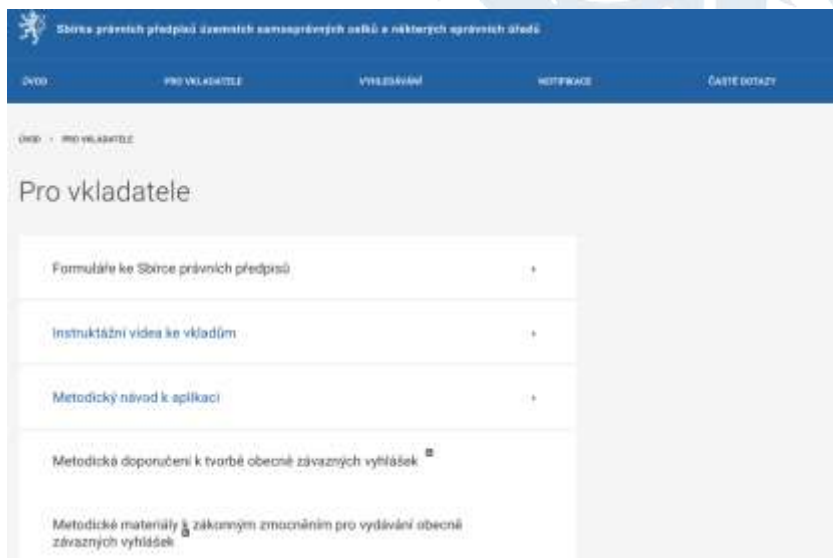 Sbírka právních předpisů územních samosprávných celků a některých správních úřadů
ÚVOD
PRO VKLADATELE
VYHLEDÁVÁNÍ
NOTIFIKACE
ČASTÉ DOTAZY
ÚVOD › PRO VKLADATELE
Pro vkladatele
Formuláře ke Sbírce právních předpisů
Instruktážní videa ke vkladům
Metodický návod k aplikaci
Metodická doporučení k tvorbě obecně závazných vyhlášek
Metodické materiály k zákonným zmocněním pro vydávání obecně
závazných vyhlášek